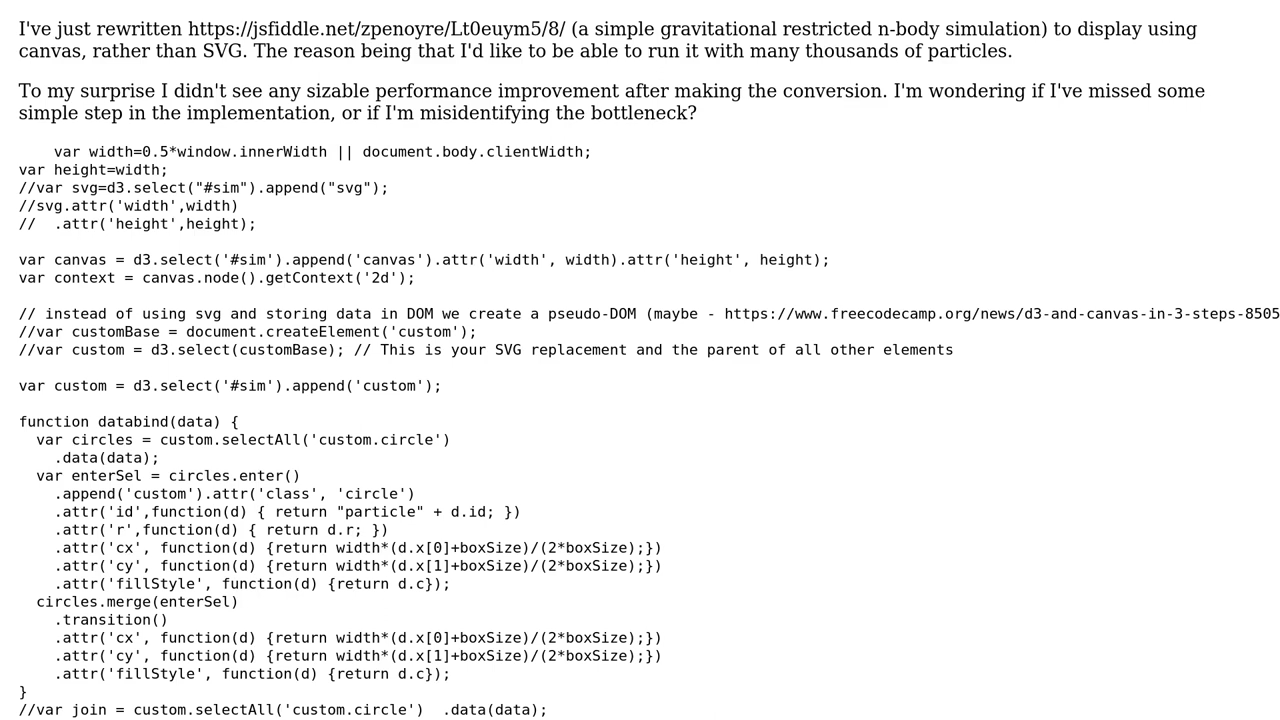 I've just rewritten https://jsfiddle.net/zpenoyre/Lt0euym5/8/ (a simple gravitational restricted n-body simulation) to display using
canvas, rather than SVG. The reason being that I'd like to be able to run it with many thousands of particles.
To my surprise I didn't see any sizable performance improvement after making the conversion. I'm wondering if I've missed some
simple step in the implementation, or if I'm misidentifying the bottleneck?
    var width=0.5*window.innerWidth || document.body.clientWidth;
var height=width;
//var svg=d3.select("#sim").append("svg");
//svg.attr('width',width)
//  .attr('height',height);
var canvas = d3.select('#sim').append('canvas').attr('width', width).attr('height', height);
var context = canvas.node().getContext('2d');
// instead of using svg and storing data in DOM we create a pseudo-DOM (maybe - https://www.freecodecamp.org/news/d3-and-canvas-in-3-steps-8505
//var customBase = document.createElement('custom');
//var custom = d3.select(customBase); // This is your SVG replacement and the parent of all other elements
var custom = d3.select('#sim').append('custom');
function databind(data) {
  var circles = custom.selectAll('custom.circle')
    .data(data);
  var enterSel = circles.enter()
    .append('custom').attr('class', 'circle')
    .attr('id',function(d) { return "particle" + d.id; })
    .attr('r',function(d) { return d.r; })
    .attr('cx', function(d) {return width*(d.x[0]+boxSize)/(2*boxSize);})
    .attr('cy', function(d) {return width*(d.x[1]+boxSize)/(2*boxSize);})
    .attr('fillStyle', function(d) {return d.c});
  circles.merge(enterSel)
    .transition()
    .attr('cx', function(d) {return width*(d.x[0]+boxSize)/(2*boxSize);})
    .attr('cy', function(d) {return width*(d.x[1]+boxSize)/(2*boxSize);})
    .attr('fillStyle', function(d) {return d.c});
}
//var join = custom.selectAll('custom.circle')  .data(data);